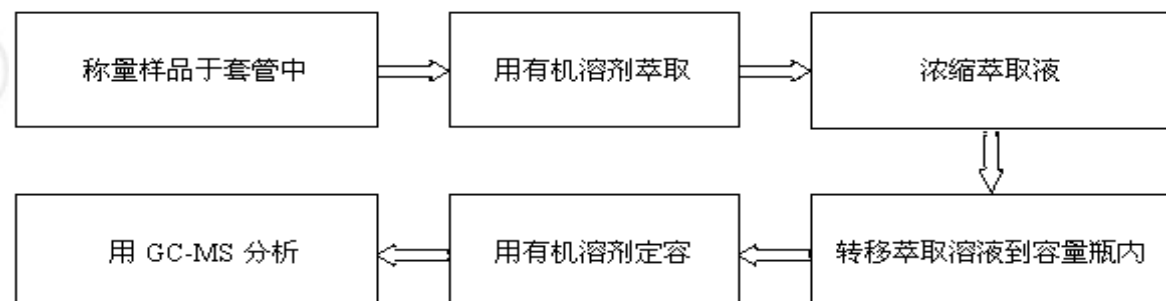 称量样品于套管中
用有机溶剂萃取
浓缩萃取液
转移萃取溶液到容量瓶内
用有机溶剂定容
用 GC-MS 分析